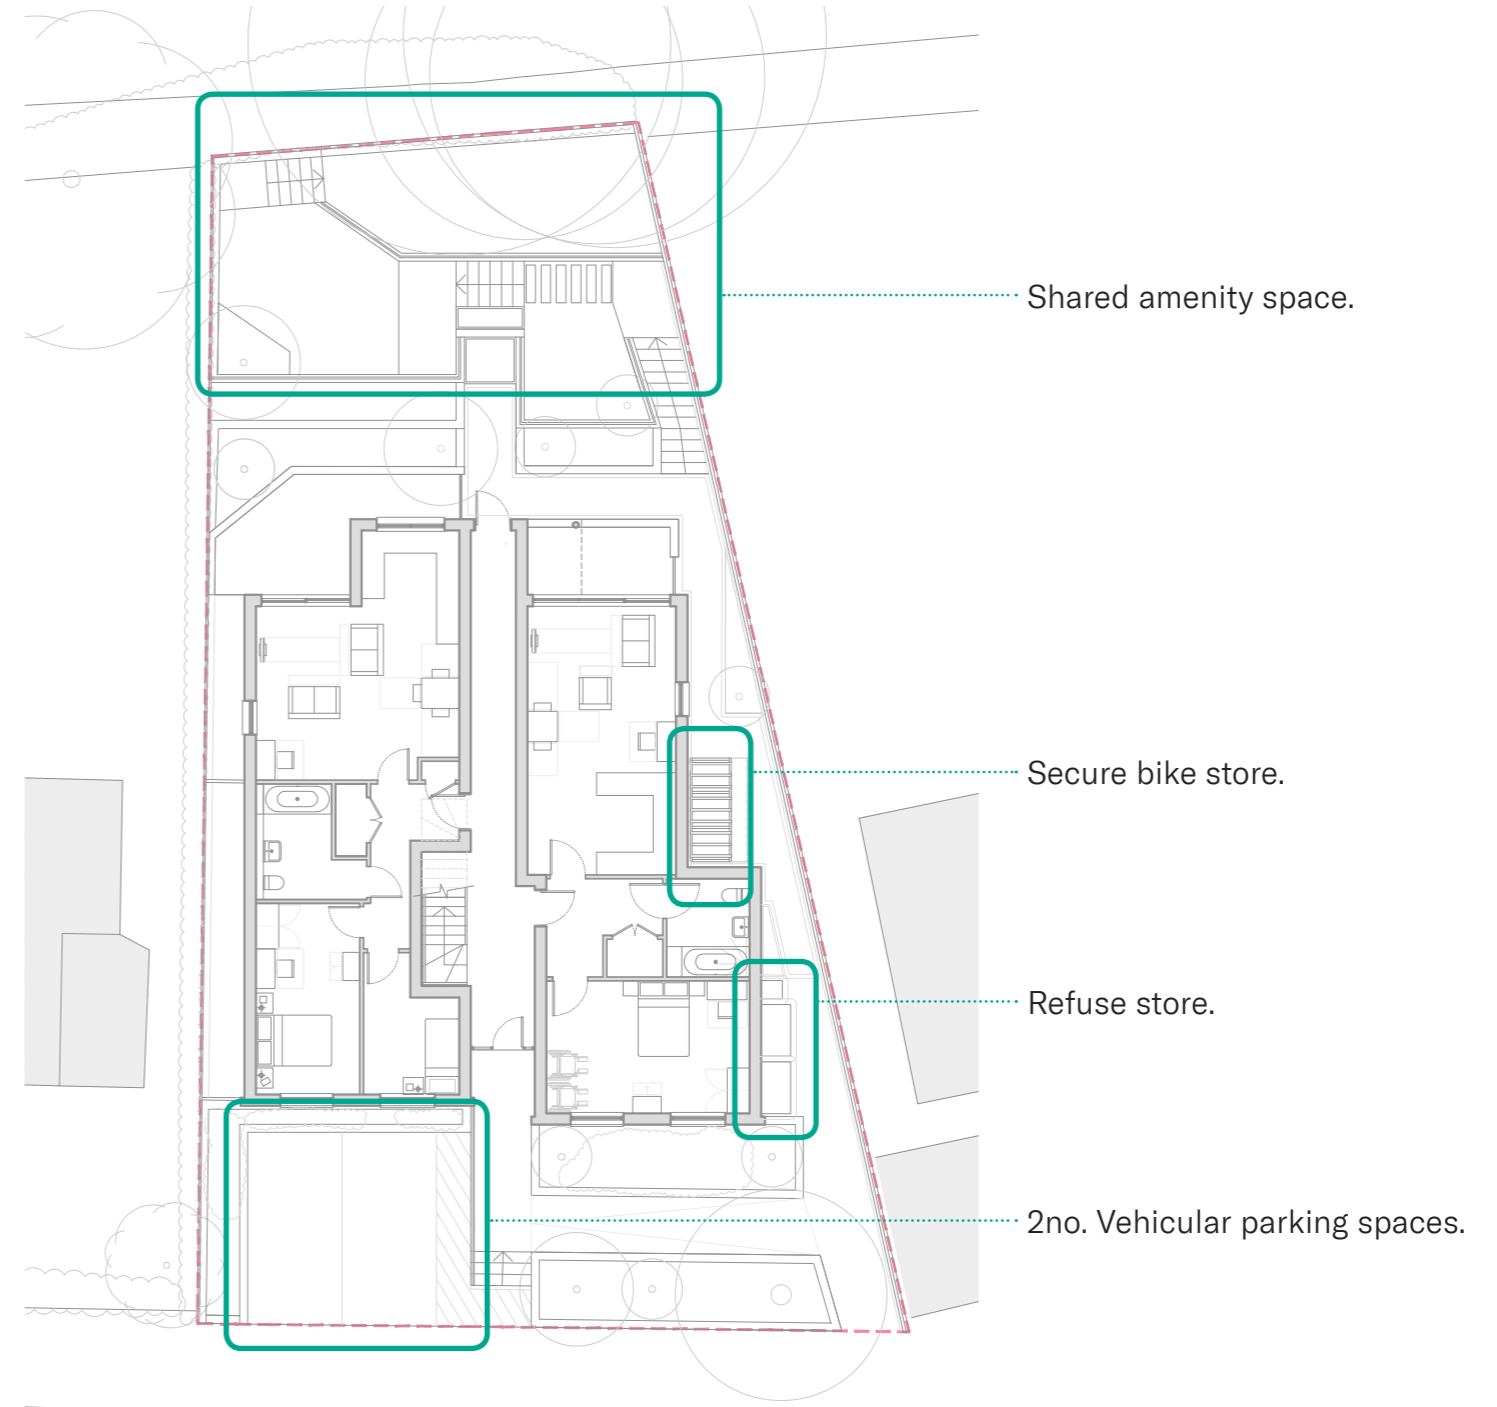 Shared amenity space.
Secure bike store.
Refuse store.
2no. Vehicular parking spaces.